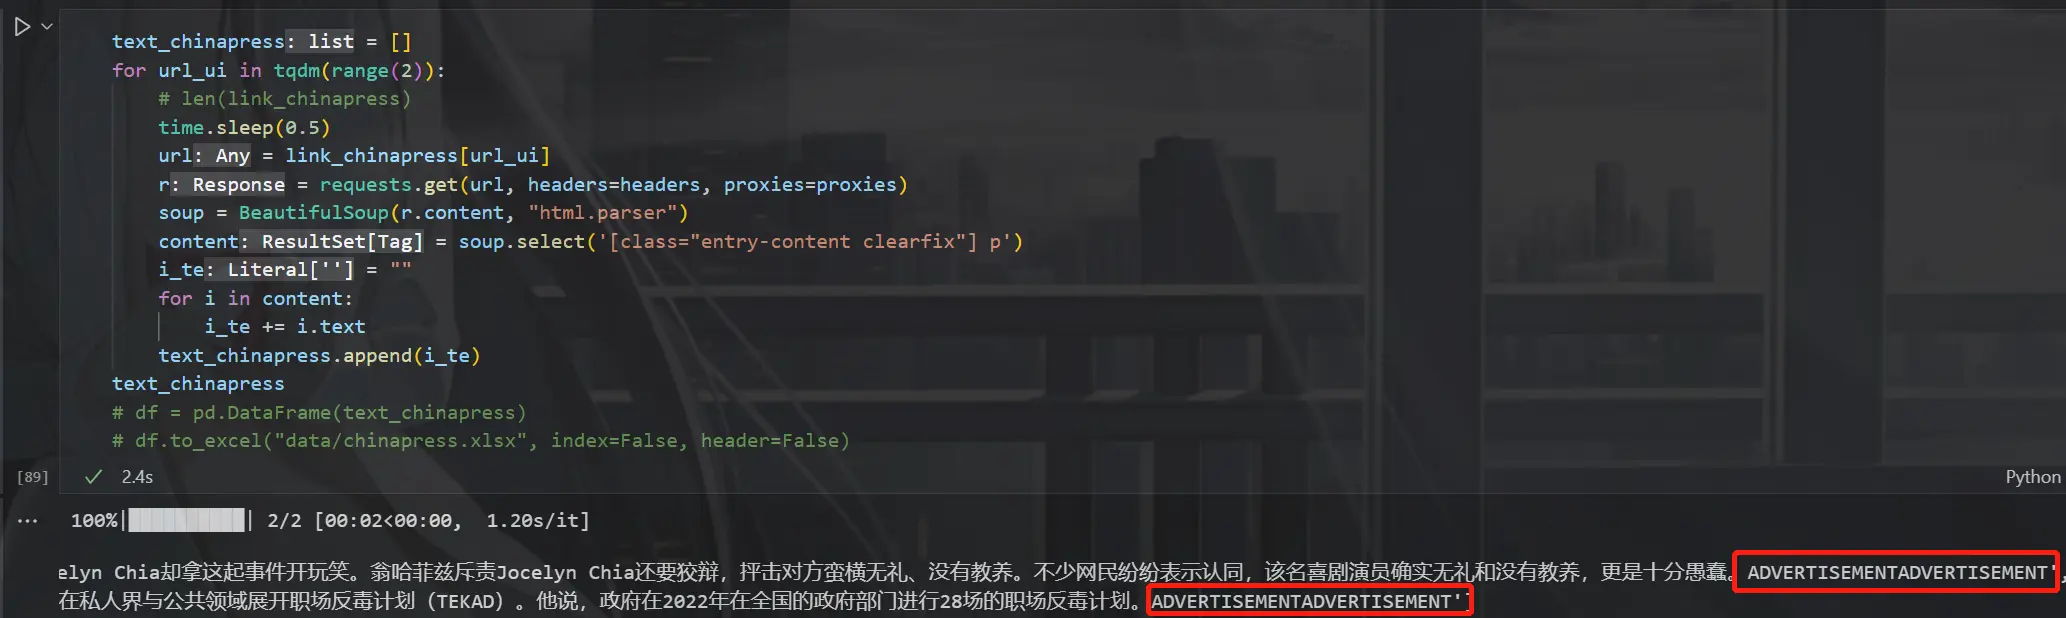 text_chinapress: list = []
for url_ui in tqdm(range(2)):
# len(link_chinapress)
time.sleep(0.5)
url: Any = link_chinapress[url_ui]
r: Response = requests.get(url, headers=headers, proxies=proxies)
soup = BeautifulSoup(r.content, "html.parser")
content: ResultSet[Tag] = soup.select('[class="entry-content clearfix"] p')
i_te: Literal[''] = ""
for i in content:
i_te += i.text
text_chinapress.append(i_te)
text_chinapress
# df = pd.DataFrame(text_chinapress)
# df.to_excel("data/chinapress.xlsx", index=False, header=False)
[89] 2.4s Python
100%| | 2/2 [00:02<00:00, 1.20s/it]
elyn Chia却拿这起事件开玩笑。翁哈菲兹斥责Jocelyn Chia还要狡辩，抨击对方蛮横无礼、没有教养。不少网民纷纷表示认同，该名喜剧演员确实无礼和没有教养，更是十分愚蠢。ADVERTISEMENTADVERTISEMENT',
在私人界与公共领域展开职场反毒计划（TEKAD）。他说，政府在2022年在全国的政府部门进行28场的职场反毒计划。ADVERTISEMENTADVERTISEMENT']